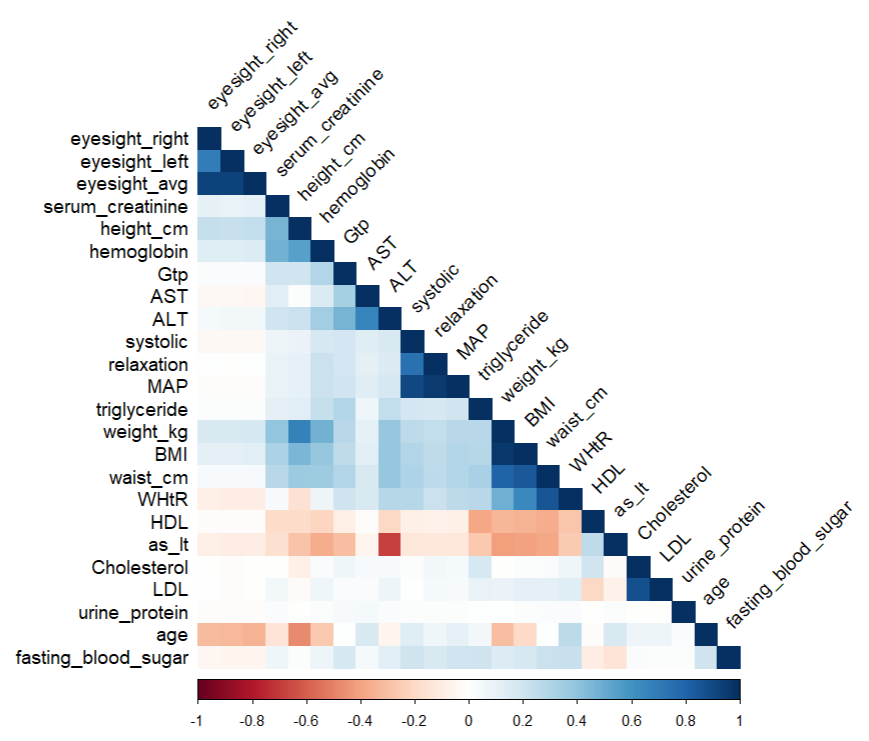 eyesight_right
eyesight_left
eyesight_avg
serum_creatinine
height_cm
hemoglobin
Gtp
AST
ALT
systolic
relaxation
MAP
triglyceride
weight_kg
BMI
waist_cm
WHtR
HDL
as_lt
Cholesterol
LDL
urine_protein
age
fasting_blood_sugar
eyesight_right
eyesight_left
eyesight_avg
serum_creatinine
height_cm
hemoglobin
Gtp
AST
ALT
systolic
relaxation
MAP
triglyceride
weight_kg
BMI
waist_cm
WHtR
HDL
as_lt
Cholesterol
LDL
urine_protein
age
fasting_blood_sugar
-1 -0.8 -0.6 -0.4 -0.2 0 0.2 0.4 0.6 0.8 1